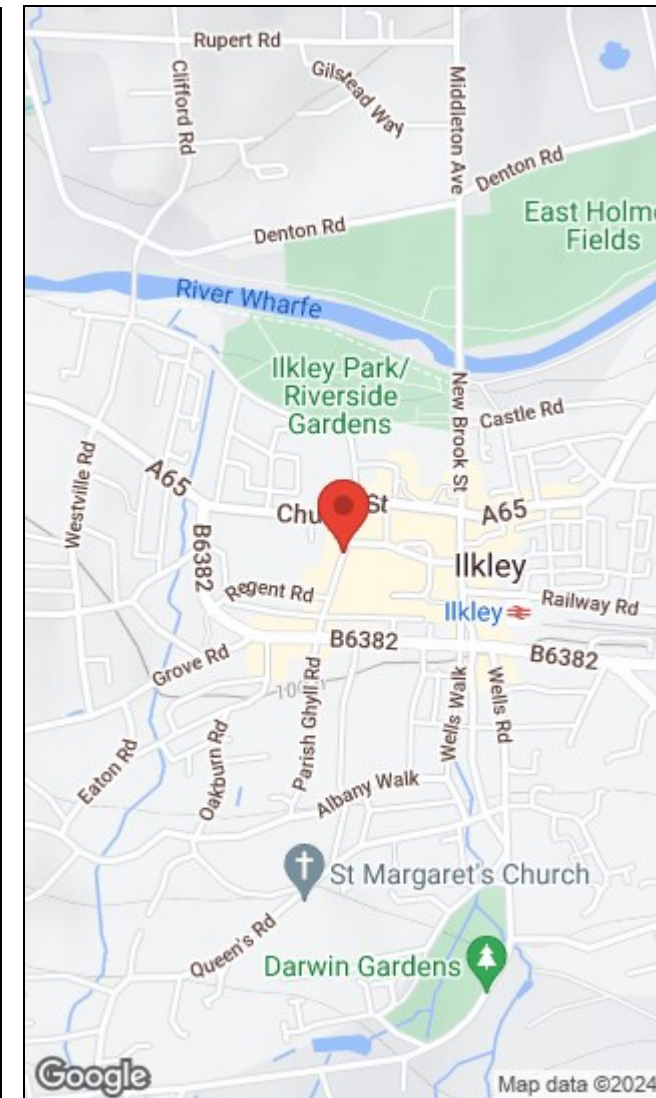 Rupert Rd
Clifford Rd
Gilstead Way
Middleton Ave
Denton Rd
East Holm
Fields
Denton Rd
River Wharfe
Ilkley Park/
Riverside
Gardens
New Brook St
Castle Rd
Westville Rd
A65
St
A65
B6382
Ilkley
Regent Rd
Railway Rd
Ilkley
B6382
B6382
Grove Rd
100m
Parish Ghyll Rd
Wells Walk
Wells Rd
Eaton Rd
Oakburn Rd
Albany Walk
St Margaret's Church
Queen's Rd
Darwin Gardens
Google
Map data ©2024